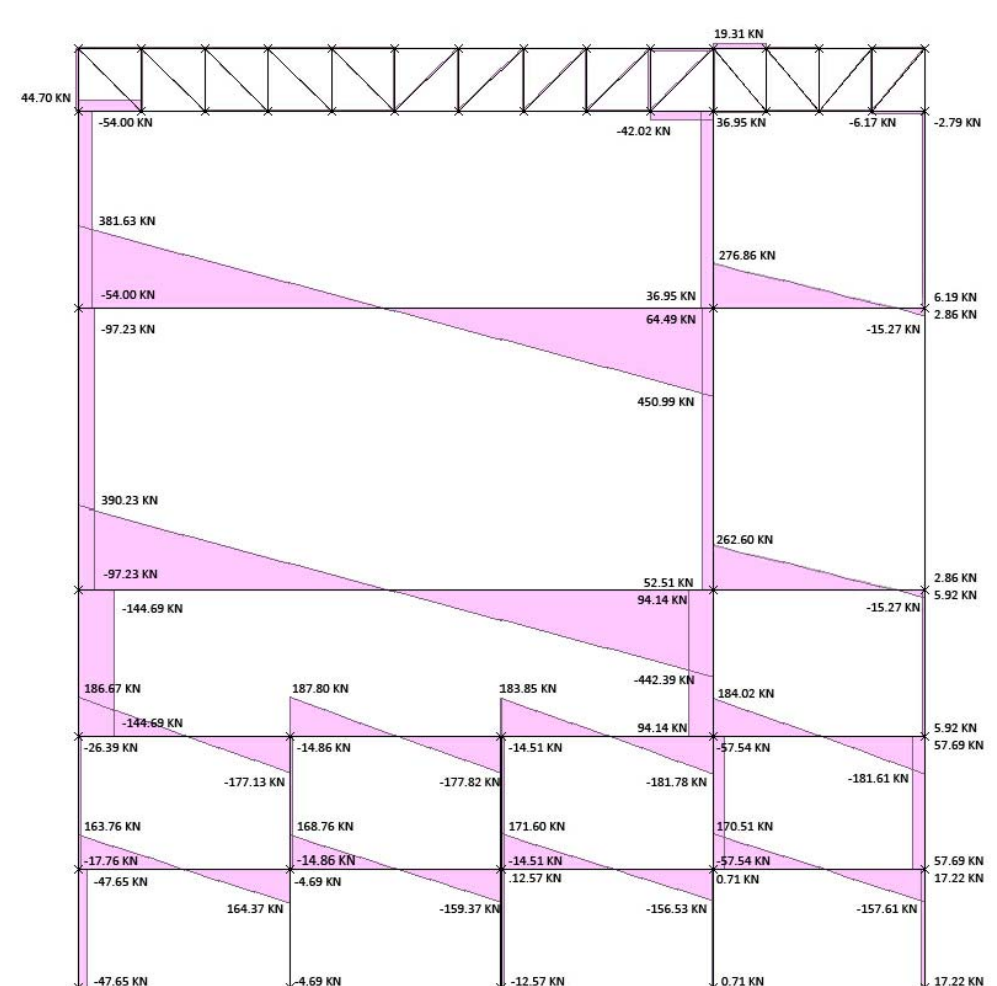 19.31 KN
44.70 KN
-54.00 KN
-42.02 KN
36.95 KN
-6.17 KN
-2.79 KN
381.63 KN
276.86 KN
-54.00 KN
36.95 KN
6.19 KN
-97.23 KN
64.49 KN
-15.27 KN
2.86 KN
450.99 KN
390.23 KN
262.60 KN
-97.23 KN
52.51 KN
2.86 KN
-144.69 KN
94.14 KN
-15.27 KN
5.92 KN
-442.39 KN
186.67 KN
187.80 KN
183.85 KN
184.02 KN
-144.69 KN
94.14 KN
5.92 KN
-26.39 KN
-14.86 KN
-14.51 KN
-57.54 KN
57.69 KN
-177.13 KN
-177.82 KN
-181.78 KN
-181.61 KN
163.76 KN
168.76 KN
171.60 KN
170.51 KN
-17.76 KN
-14.86 KN
-14.51 KN
-57.54 KN
57.69 KN
-47.65 KN
-4.69 KN
.12.57 KN
0.71 KN
17.22 KN
164.37 KN
-159.37 KN
-156.53 KN
-157.61 KN
-47.65 KN
-4.69 KN
-12.57 KN
0.71 KN
17.22 KN